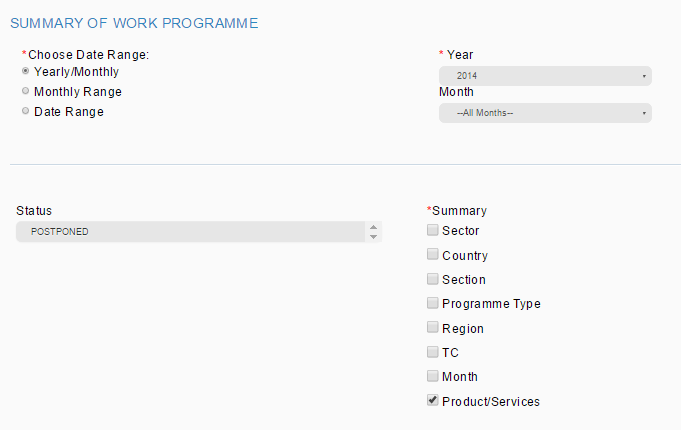 SUMMARY OF WORK PROGRAMME
*Choose Date Range:
Yearly/Monthly
Monthly Range
Date Range
* Year
2014
Month
--All Months--
Status
POSTPONED
*Summary
Sector
Country
Section
Programme Type
Region
TC
Month
Product/Services